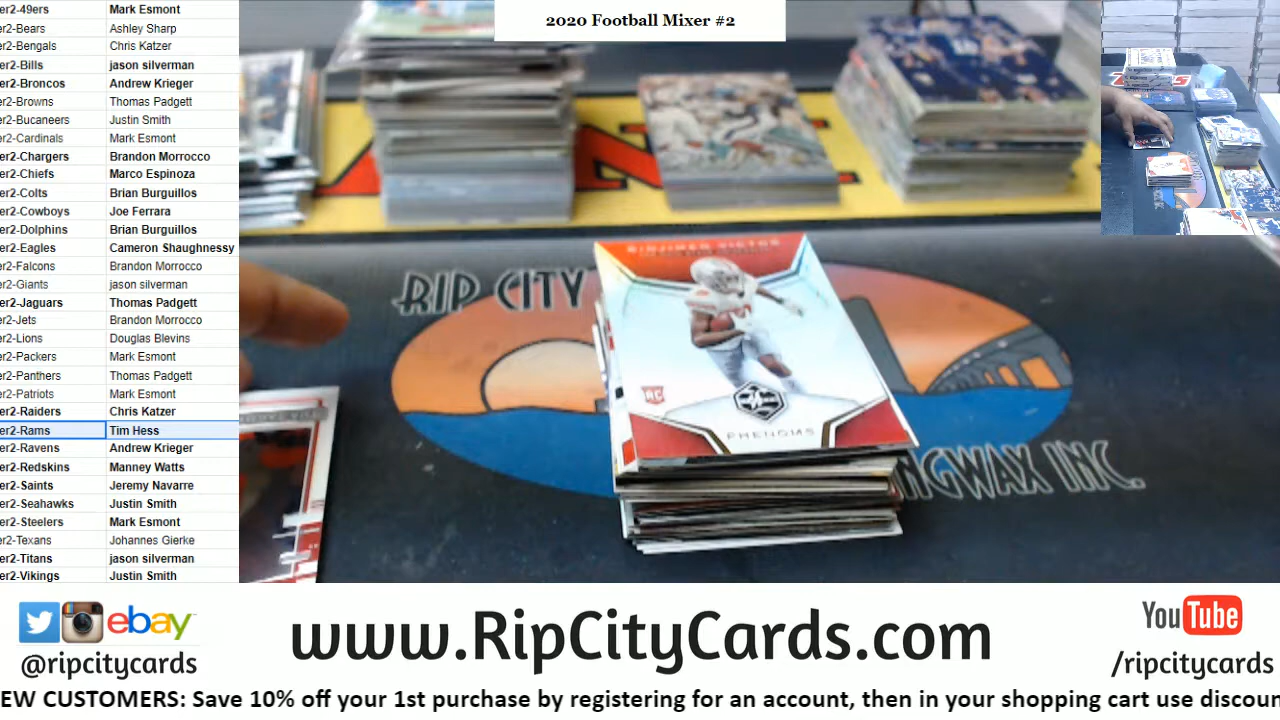 2020 Football Mixer #2
er2-49ers Mark Esmont
er2-Bears Ashley Sharp
er2-Bengals Chris Katzer
er2-Bills jason silverman
er2-Broncos Andrew Krieger
er2-Browns Thomas Padgett
er2-Bucaneers Justin Smith
er2-Cardinals Mark Esmont
er2-Chargers Brandon Morrocco
er2-Chiefs Marco Espinoza
er2-Colts Brian Burguillos
er2-Cowboys Joe Ferrara
er2-Dolphins Brian Burguillos
er2-Eagles Cameron Shaughnessy
er2-Falcons Brandon Morrocco
er2-Giants jason silverman
er2-Jaguars Thomas Padgett
er2-Jets Brandon Morrocco
er2-Lions Douglas Blevins
er2-Packers Mark Esmont
er2-Panthers Thomas Padgett
er2-Patriots Mark Esmont
er2-Raiders Chris Katzer
er2-Rams Tim Hess
er2-Ravens Andrew Krieger
er2-Redskins Manney Watts
er2-Saints Jeremy Navarre
er2-Seahawks Justin Smith
er2-Steelers Mark Esmont
er2-Texans Johannes Gierke
er2-Titans jason silverman
er2-Vikings Justin Smith
RIP CITY
BINJIMEN VICTOR
RC
PHENOMS
INGWAX INC.
ebay
@ripcitycards
www.RipCityCards.com
YouTube
/ripcitycards
EW CUSTOMERS: Save 10% off your 1st purchase by registering for an account, then in your shopping cart use discoun